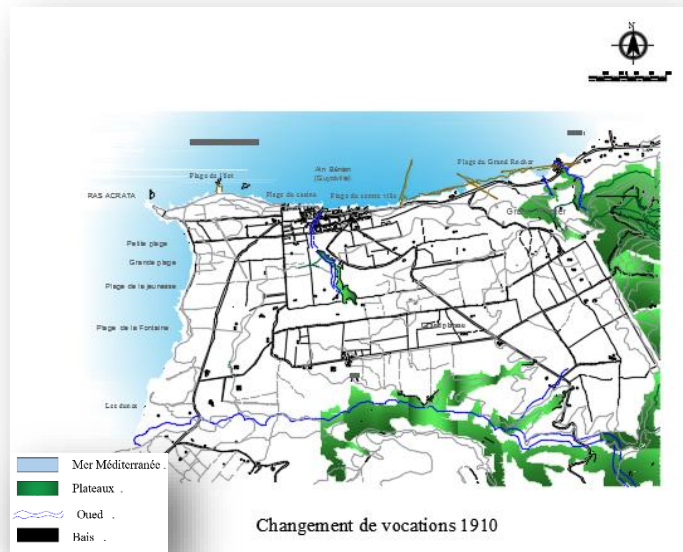 N
Plage de l'îlot
Ain Bénian
(Guyotville)
Plage du Grand Rocher
RAS ACRATA
Plage du casino
Plage du centre ville
Petite plage
Grande plage
Plage de la jeunesse
Plage de la Fontaine
Les dunes
Mer Méditerranée .
Plateaux .
Oued .
Bais .
Changement de vocations 1910